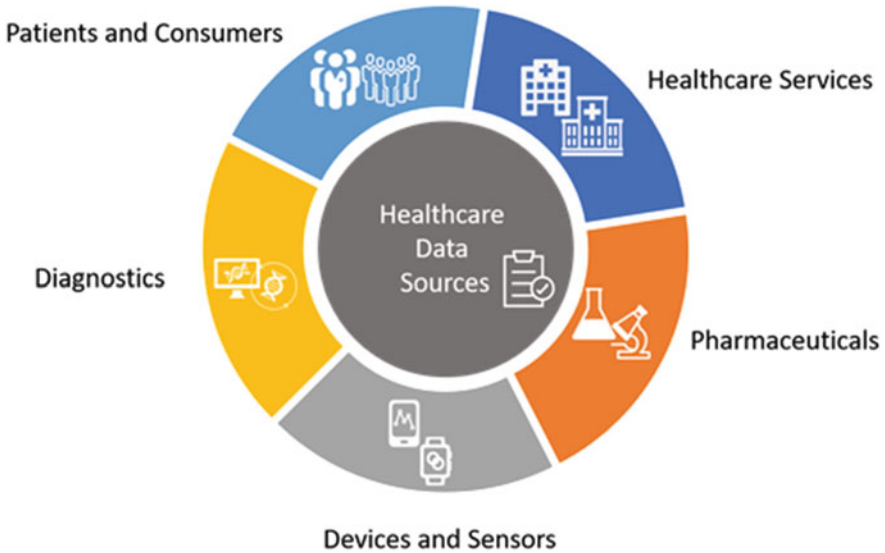 Patients and Consumers
Healthcare Services
Healthcare
Data
Sources
Diagnostics
Pharmaceuticals
Devices and Sensors